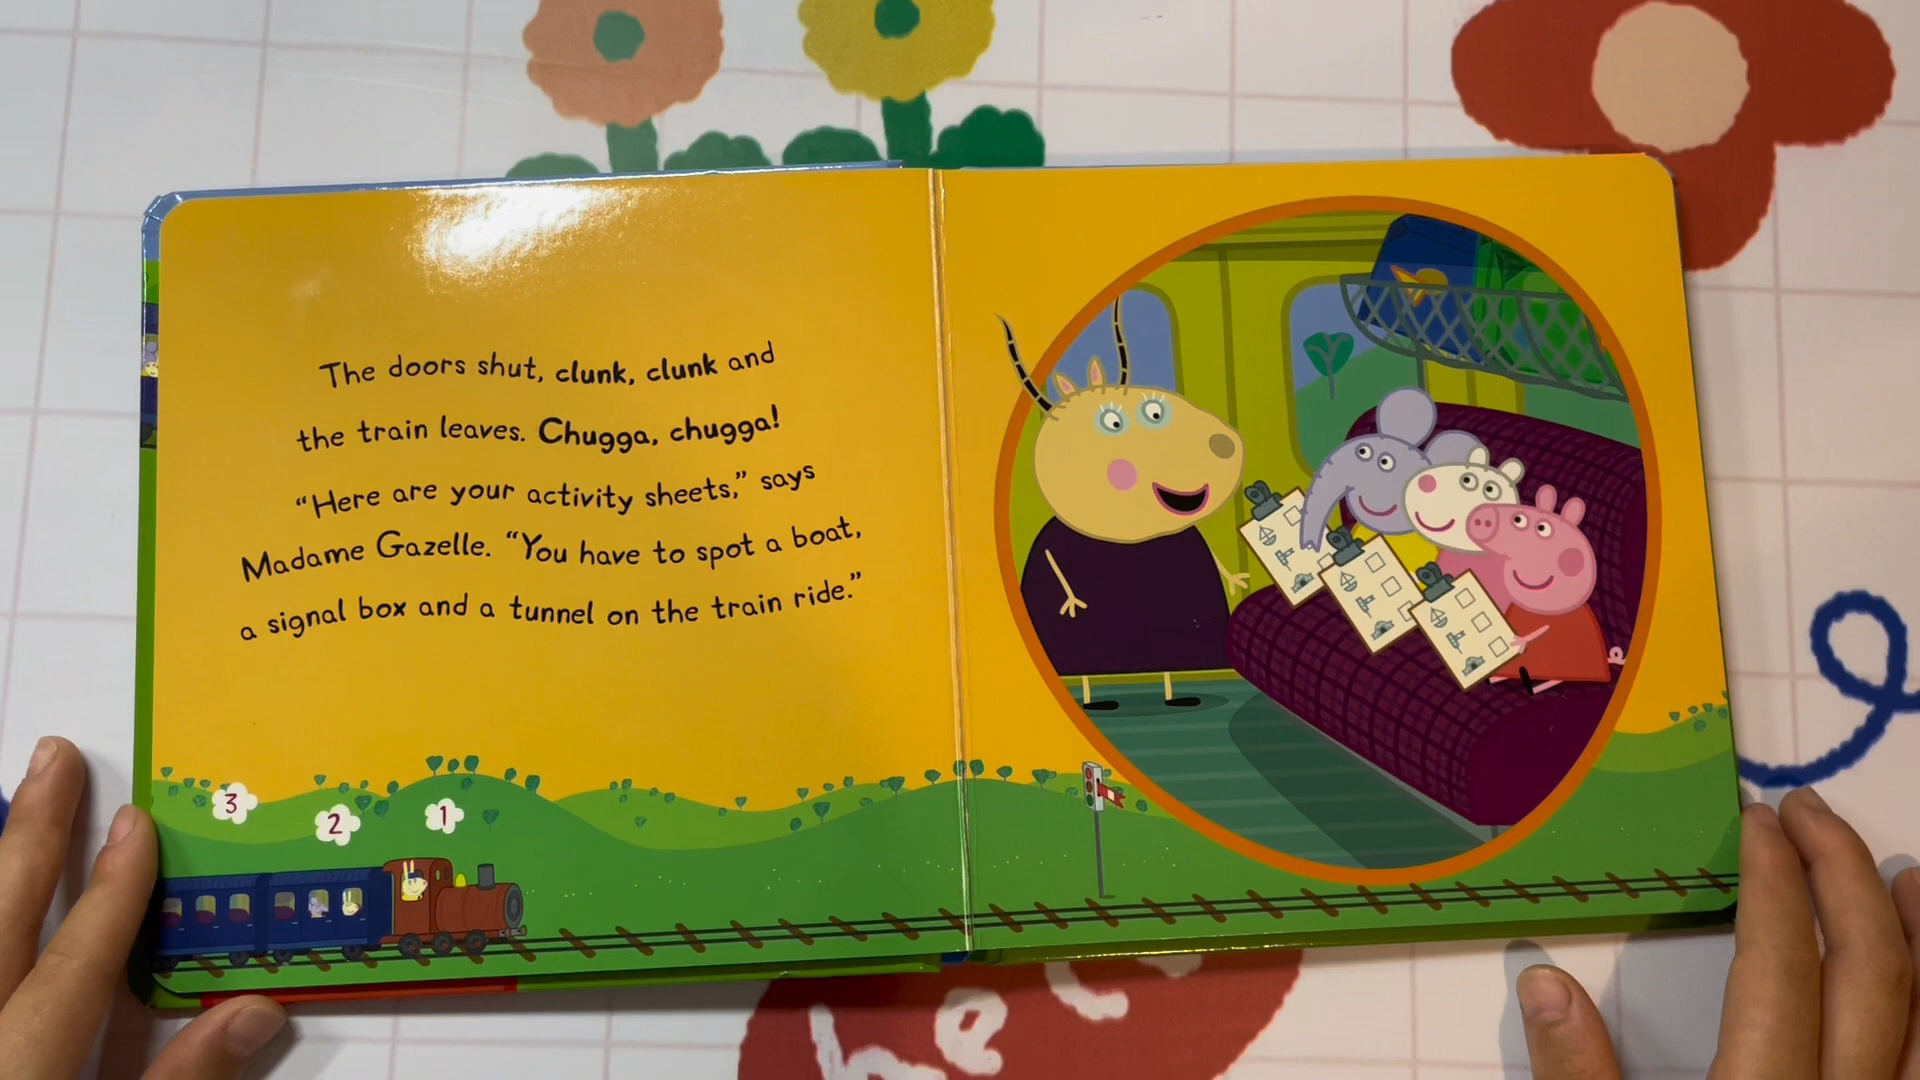 The doors shut, clunk, clunk and
the train leaves. Chugga, chugga!
“Here are your activity sheets,” says
Madame Gazelle. “You have to spot a boat,
a signal box and a tunnel on the train ride.”
3
2
1